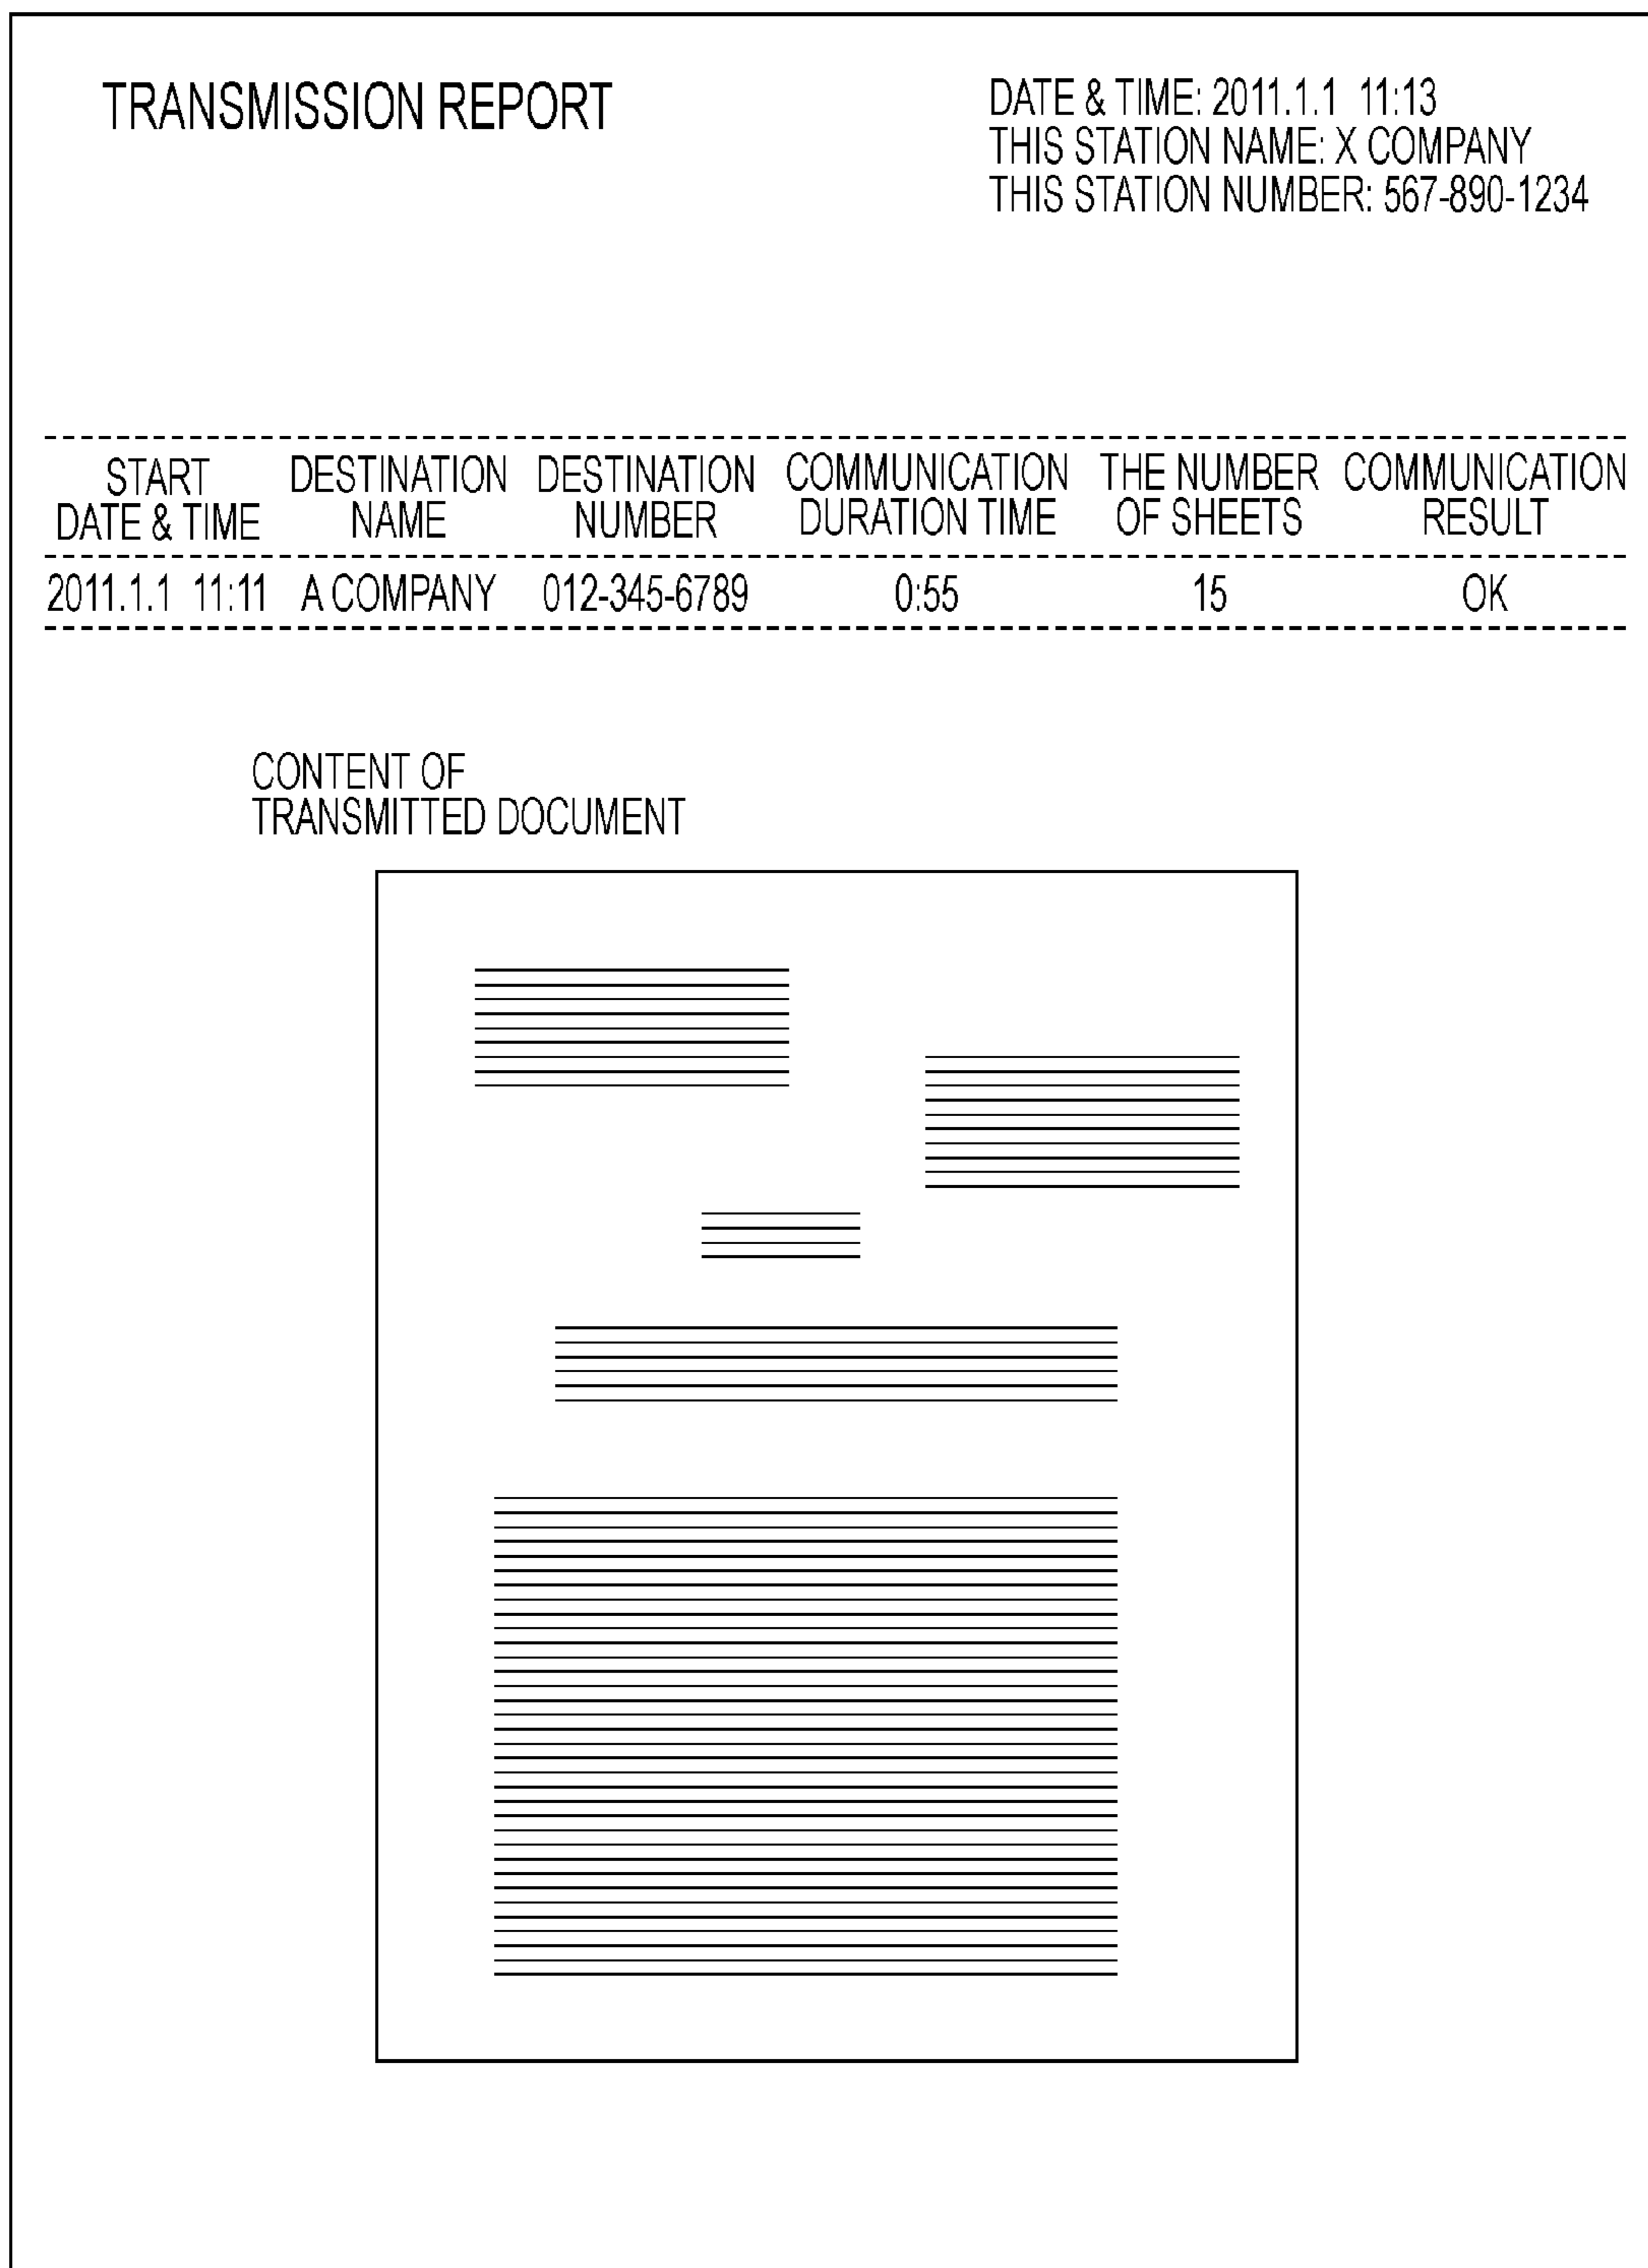 TRANSMISSION REPORT
DATE & TIME: 2011.1.1 11:13
THIS STATION NAME: X COMPANY
THIS STATION NUMBER: 567-890-1234
START DESTINATION DESTINATION COMMUNICATION THE NUMBER COMMUNICATION
DATE & TIME NAME NUMBER DURATION TIME OF SHEETS RESULT
2011.1.1 11:11 A COMPANY 012-345-6789 0:55 15 OK
CONTENT OF
TRANSMITTED DOCUMENT